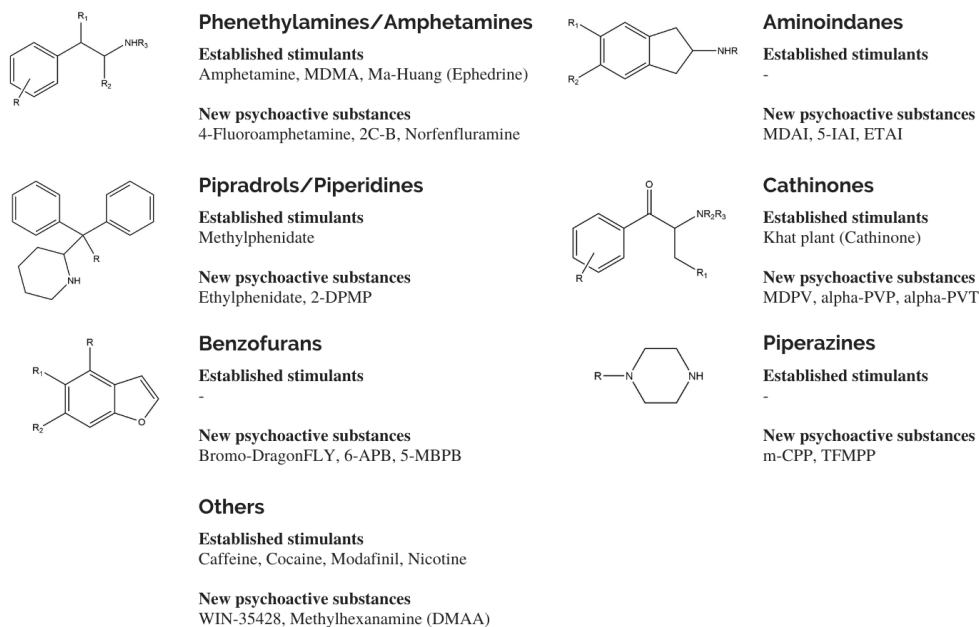 Phenethylamines/Amphetamines
Established stimulants
Amphetamine, MDMA, Ma-Huang (Ephedrine)
New psychoactive substances
4-Fluoroamphetamine, 2C-B, Norfenfluramine
R₁
NHR₃
R₂
R
Aminoindanes
Established stimulants
-
New psychoactive substances
MDAI, 5-IAI, ETAI
R₁
R₂
NHR
Pipradrols/Piperidines
Established stimulants
Methylphenidate
New psychoactive substances
Ethylphenidate, 2-DPMP
R
NH
Cathinones
Established stimulants
Khat plant (Cathinone)
New psychoactive substances
MDPV, alpha-PVP, alpha-PVT
O
NR₂R₃
R₁
R
Benzofurans
Established stimulants
-
New psychoactive substances
Bromo-DragonFLY, 6-APB, 5-MBPB
R
R₁
R₂
O
Piperazines
Established stimulants
-
New psychoactive substances
m-CPP, TFMPP
R
N
NH
Others
Established stimulants
Caffeine, Cocaine, Modafinil, Nicotine
New psychoactive substances
WIN-35428, Methylhexanamine (DMAA)